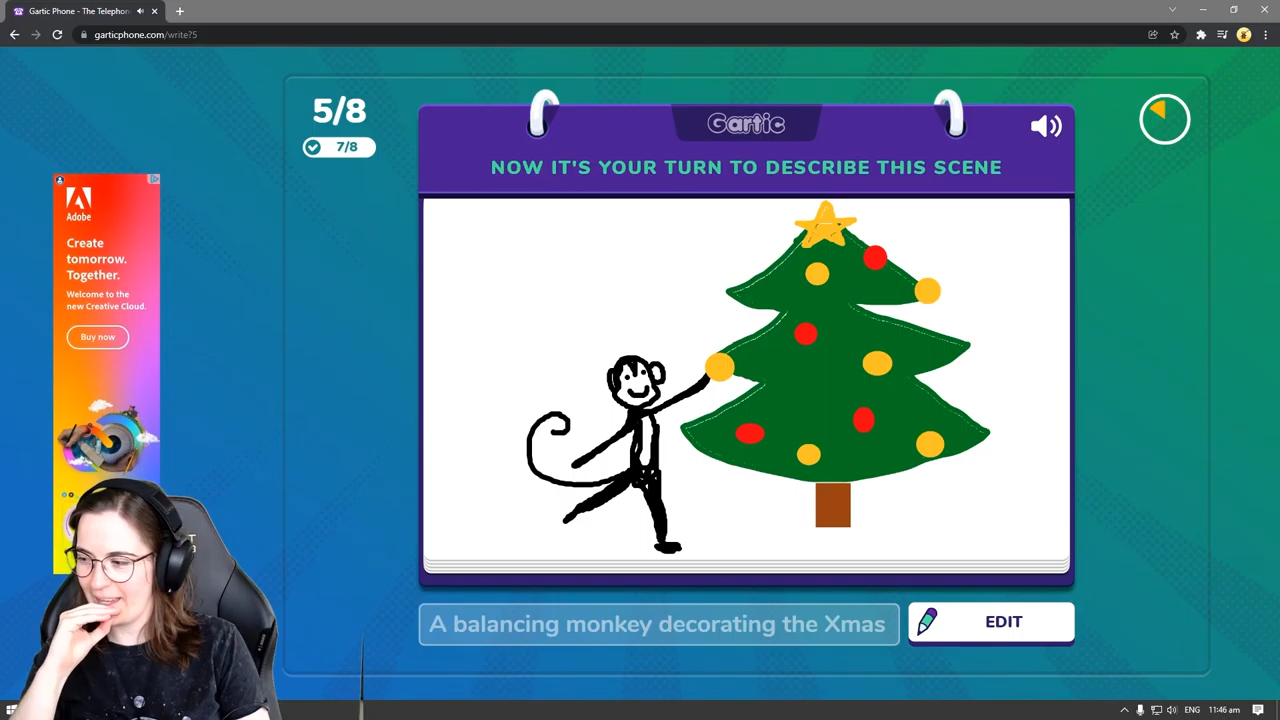 Gartic Phone - The Telephon
garticphone.com/write?5
5/8
7/8
Gartic
NOW IT'S YOUR TURN TO DESCRIBE THIS SCENE
Adobe
Create
tomorrow.
Together.
Welcome to the
new Creative Cloud.
Buy now
A balancing monkey decorating the Xmas
EDIT
ENG
11:46 am